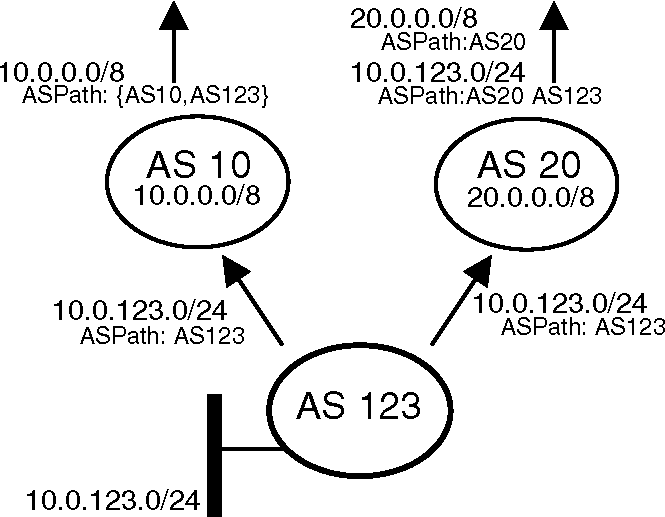 20.0.0.0/8
ASPath:AS20
10.0.0.0/8
ASPath: {AS10,AS123}
10.0.123.0/24
ASPath:AS20 AS123
AS 10
10.0.0.0/8
AS 20
20.0.0.0/8
10.0.123.0/24
ASPath: AS123
10.0.123.0/24
ASPath: AS123
AS 123
10.0.123.0/24